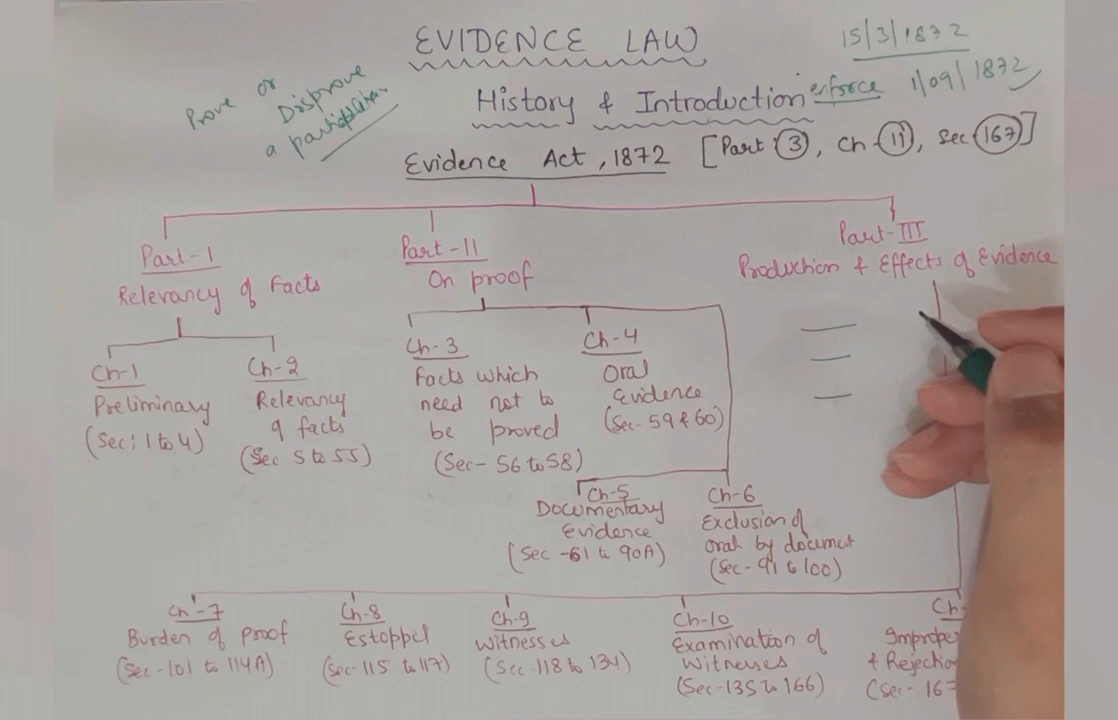 EVIDENCE LAW
15/3/1872
Prove or
Disprove
a
History & Introduction
enforce 1/09/1872
Evidence Act, 1872 [Part 3, Ch-11, Sec 167]
Part-1
Relevancy of Facts
Part-II
On proof
Part-III
Production & Effects of Evidence
Ch-1
Preliminary
(Sec: 1 to 4)
Ch-2
Relevancy
of facts
(Sec 5 to 55)
Ch-3
Facts which
need not to
be proved
(Sec- 56 to 58)
Ch-4
Oral
Evidence
(Sec- 59 & 60)
Ch-5
Documentary
Evidence
(Sec -61 to 90A)
Ch-6
Exclusion of
oral by document
(Sec- 91 to 100)
Ch-7
Burden of proof
(Sec-101 to 114A)
Ch-8
Estoppel
(Sec-115 to 117)
Ch-9
Witnesses
(Sec-118 to 134)
Ch-10
Examination of
Witnesses
(Sec-135 to 166)
Ch-
Improper
& Rejectio
(Sec- 167